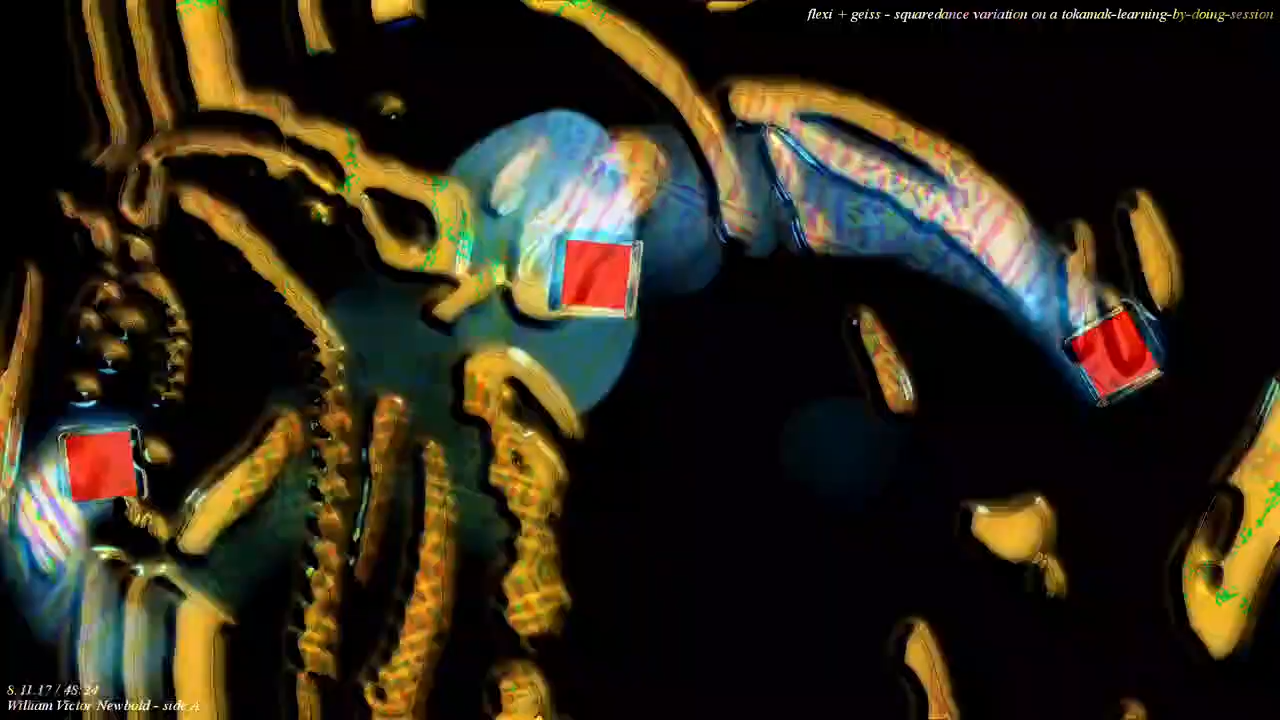 flexi + geiss - squaredance variation on a tokamak-learning-by-doing-session
8.11.17 / 48:24
William Victor Newbold - side A